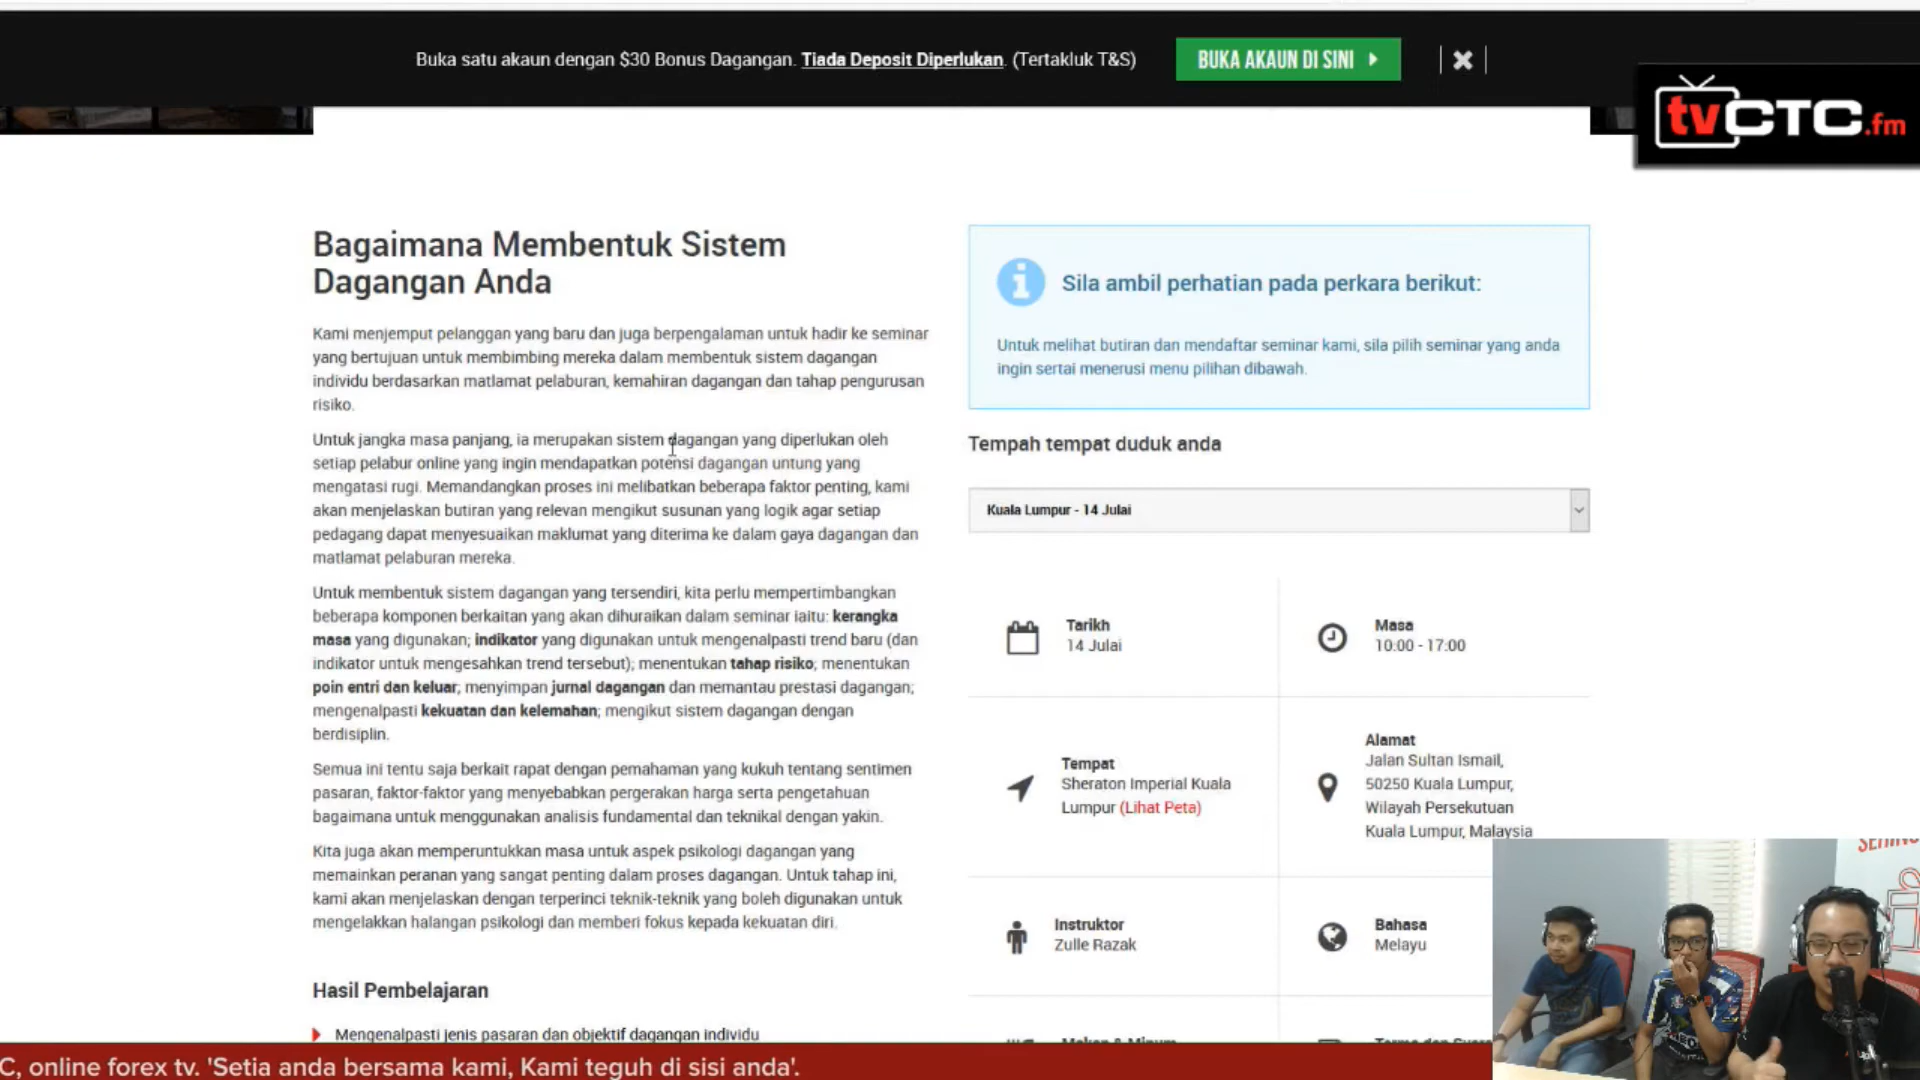 Buka satu akaun dengan $30 Bonus Dagangan. Tiada Deposit Diperlukan. (Tertakluk T&S)
BUKA AKAUN DI SINI
tvCTC.fm
Bagaimana Membentuk Sistem
Dagangan Anda
Kami menjemput pelanggan yang baru dan juga berpengalaman untuk hadir ke seminar
yang bertujuan untuk membimbing mereka dalam membentuk sistem dagangan
individu berdasarkan matlamat pelaburan, kemahiran dagangan dan tahap pengurusan
risiko.
Untuk jangka masa panjang, ia merupakan sistem dagangan yang diperlukan oleh
setiap pelabur online yang ingin mendapatkan potensi dagangan untung yang
mengatasi rugi. Memandangkan proses ini melibatkan beberapa faktor penting, kami
akan menjelaskan butiran yang relevan mengikut susunan yang logik agar setiap
pedagang dapat menyesuaikan maklumat yang diterima ke dalam gaya dagangan dan
matlamat pelaburan mereka.
Untuk membentuk sistem dagangan yang tersendiri, kita perlu mempertimbangkan
beberapa komponen berkaitan yang akan dihuraikan dalam seminar iaitu: kerangka
masa yang digunakan; indikator yang digunakan untuk mengenalpasti trend baru (dan
indikator untuk mengesahkan trend tersebut); menentukan tahap risiko; menentukan
poin entri dan keluar; menyimpan jurnal dagangan dan memantau prestasi dagangan;
mengenalpasti kekuatan dan kelemahan; mengikut sistem dagangan dengan
berdisiplin.
Semua ini tentu saja berkait rapat dengan pemahaman yang kukuh tentang sentimen
pasaran, faktor-faktor yang menyebabkan pergerakan harga serta pengetahuan
bagaimana untuk menggunakan analisis fundamental dan teknikal dengan yakin.
Kita juga akan memperuntukkan masa untuk aspek psikologi dagangan yang
memainkan peranan yang sangat penting dalam proses dagangan. Untuk tahap ini,
kami akan menjelaskan dengan terperinci teknik-teknik yang boleh digunakan untuk
mengelakkan halangan psikologi dan memberi fokus kepada kekuatan diri.
Hasil Pembelajaran
Mengenalpasti jenis pasaran dan objektif dagangan individu
Sila ambil perhatian pada perkara berikut:
Untuk melihat butiran dan mendaftar seminar kami, sila pilih seminar yang anda
ingin sertai menerusi menu pilihan dibawah.
Tempah tempat duduk anda
Kuala Lumpur - 14 Julai
Tarikh
14 Julai
Masa
10:00 - 17:00
Tempat
Sheraton Imperial Kuala
Lumpur (Lihat Peta)
Alamat
Jalan Sultan Ismail,
50250 Kuala Lumpur,
Wilayah Persekutuan
Kuala Lumpur, Malaysia
Instruktor
Zulle Razak
Bahasa
Melayu
C, online forex tv. 'Setia anda bersama kami, Kami teguh di sisi anda'.